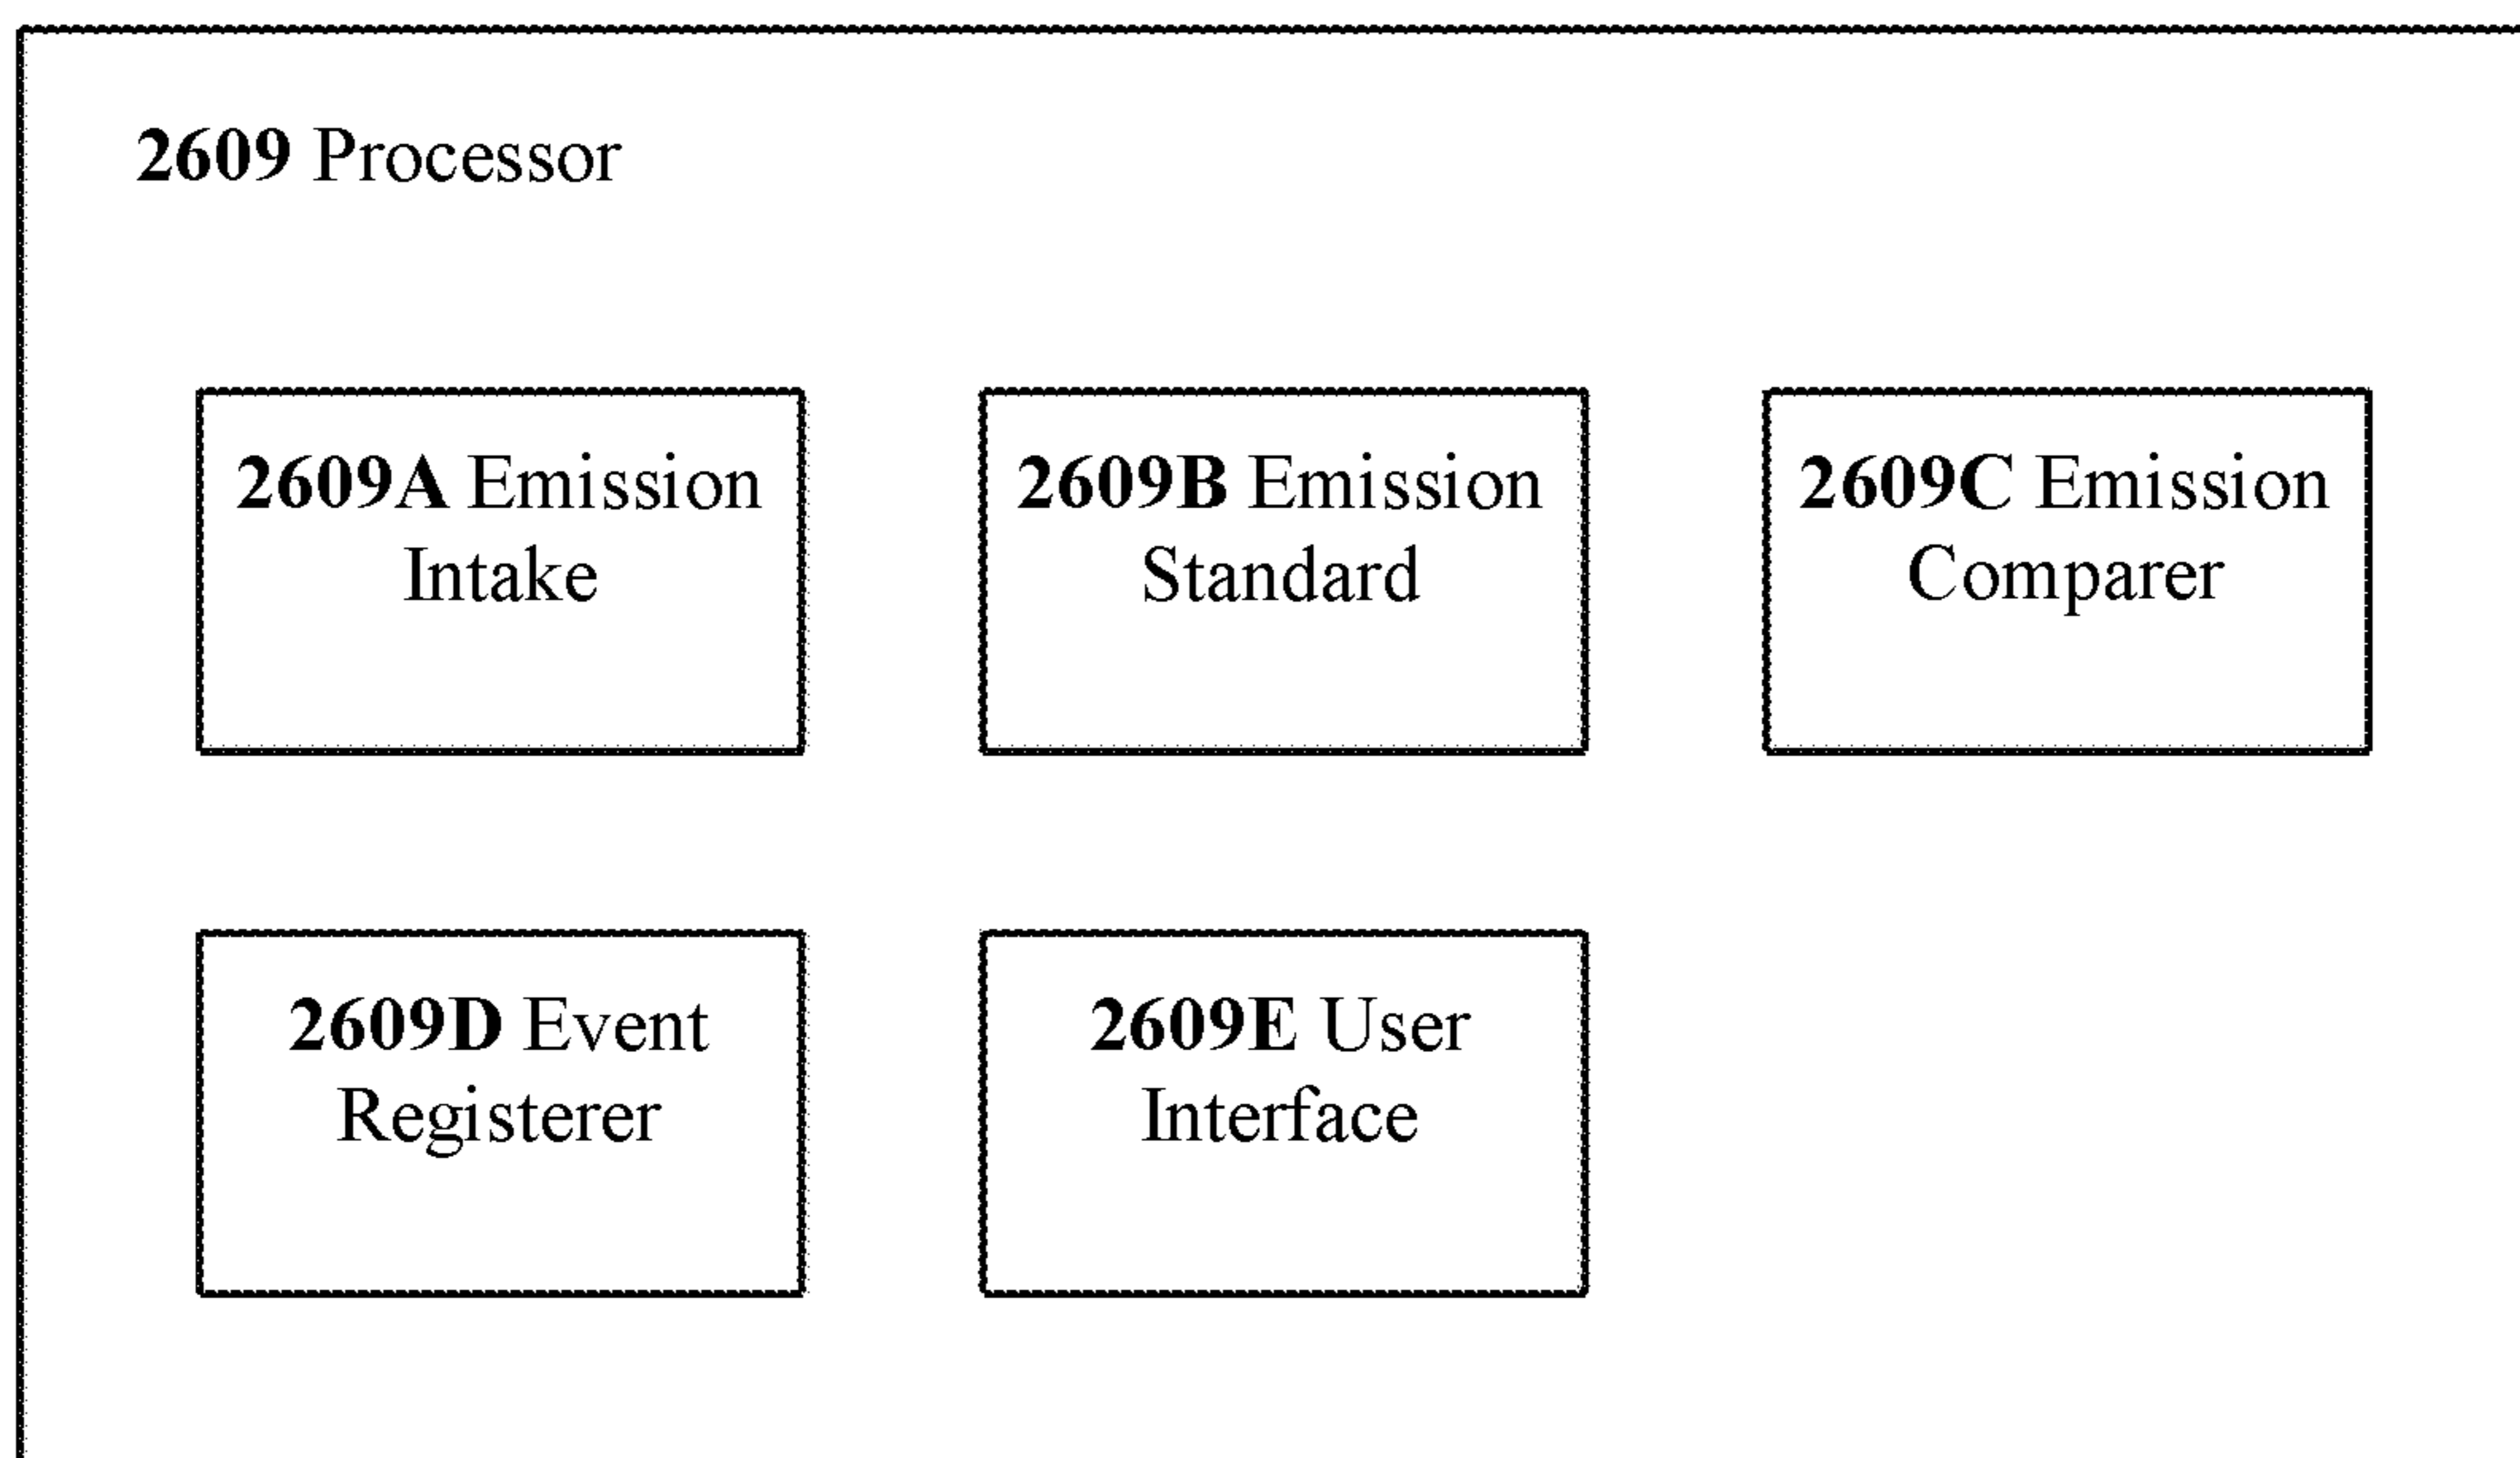 2609 Processor
2609A Emission
Intake
2609B Emission
Standard
2609C Emission
Comparer
2609D Event
Registerer
2609E User
Interface